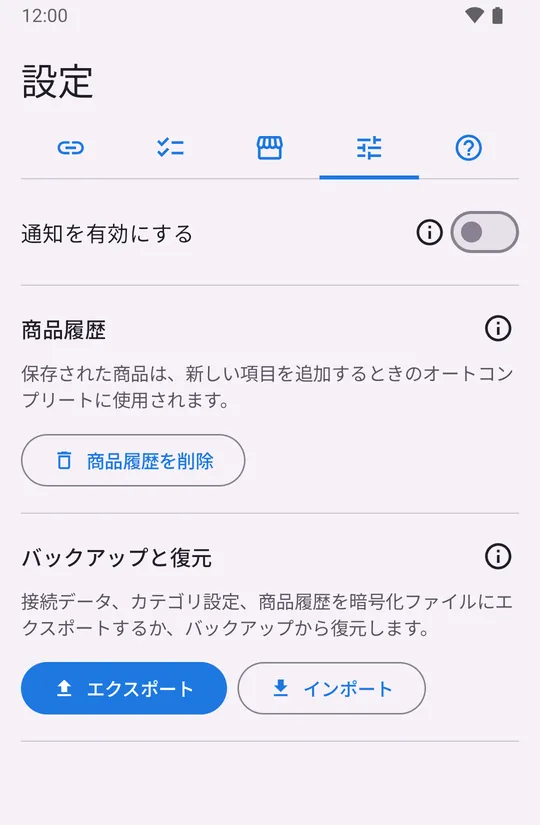 12:00
設定
通知を有効にする
商品履歴
保存された商品は、新しい項目を追加するときのオートコン
プリートに使用されます。
商品履歴を削除
バックアップと復元
接続データ、カテゴリ設定、商品履歴を暗号化ファイルにエ
クスポートするか、バックアップから復元します。
エクスポート
インポート